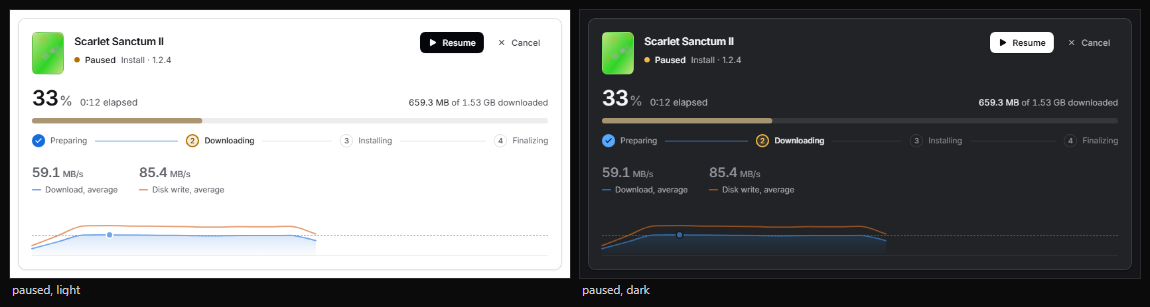 Scarlet Sanctum II
Paused Install · 1.2.4
Resume
Cancel
33% 0:12 elapsed
659.3 MB of 1.53 GB downloaded
Preparing
2 Downloading
3 Installing
4 Finalizing
59.1 MB/s
Download, average
85.4 MB/s
Disk write, average
paused, light
Scarlet Sanctum II
Paused Install · 1.2.4
Resume
Cancel
33% 0:12 elapsed
659.3 MB of 1.53 GB downloaded
Preparing
2 Downloading
3 Installing
4 Finalizing
59.1 MB/s
Download, average
85.4 MB/s
Disk write, average
paused, dark